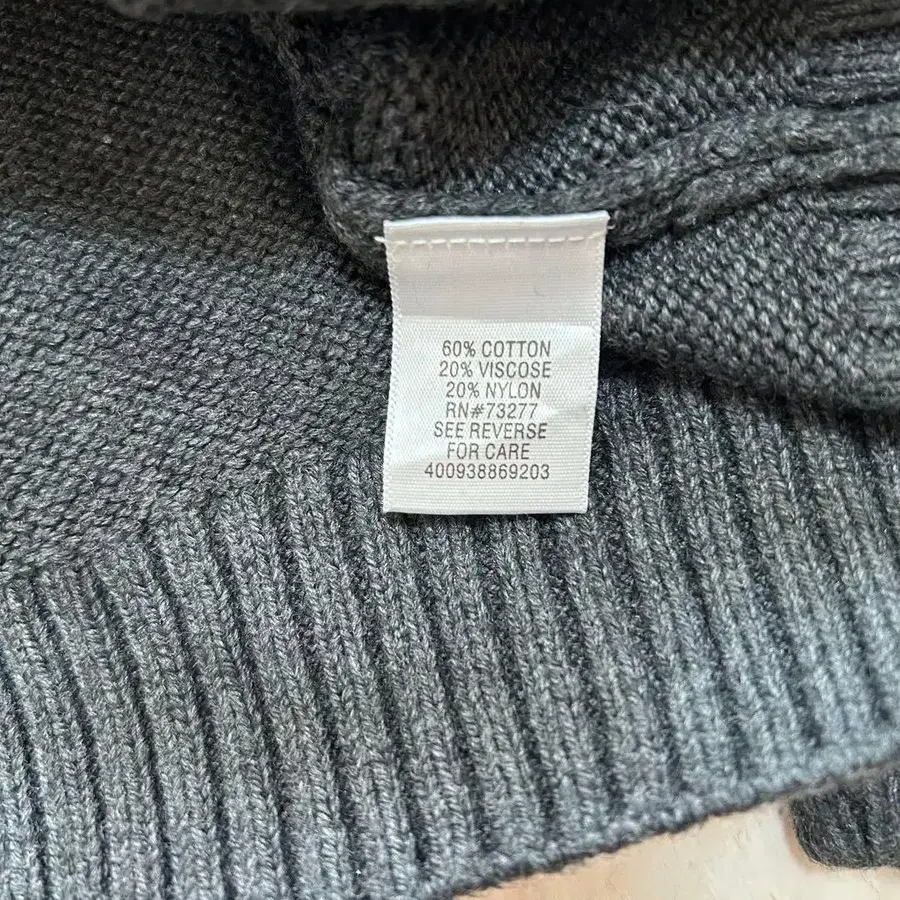 60% COTTON
20% VISCOSE
20% NYLON
RN#73277
SEE REVERSE
FOR CARE
400938869203